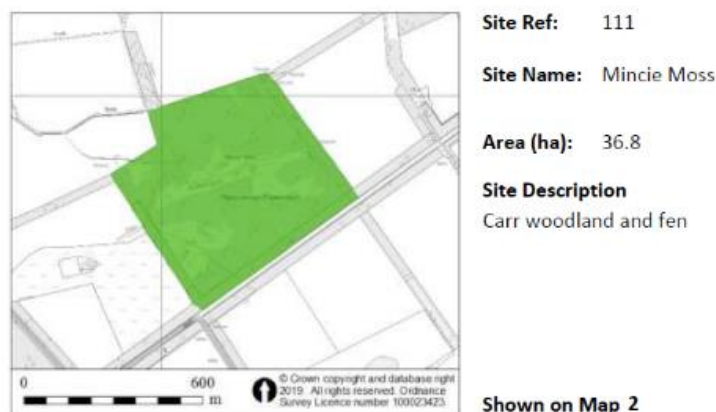 Site Ref: 111
Site Name: Mincie Moss
Area (ha): 36.8
Site Description
Carr woodland and fen
0 600
m
© Crown copyright and database right
2019. All rights reserved. Ordnance
Survey Licence number 100023423.
Shown on Map 2